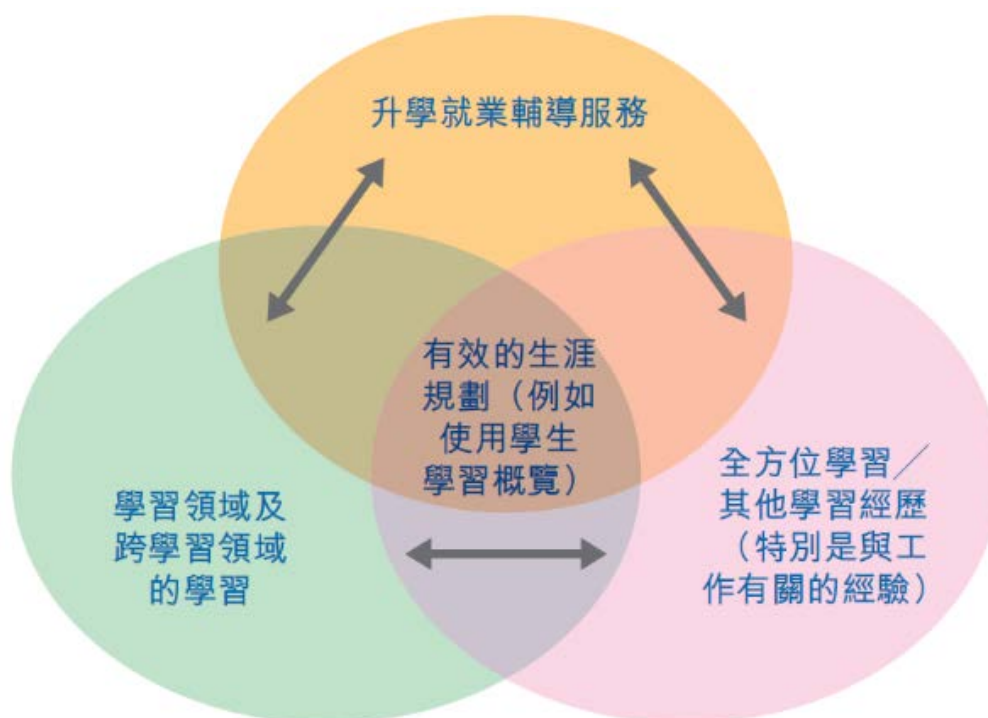 升學就業輔導服務
有效的生涯
規劃（例如
使用學生
學習概覽）
學習領域及
跨學習領域
的學習
全方位學習／
其他學習經歷
（特別是與工
作有關的經驗）